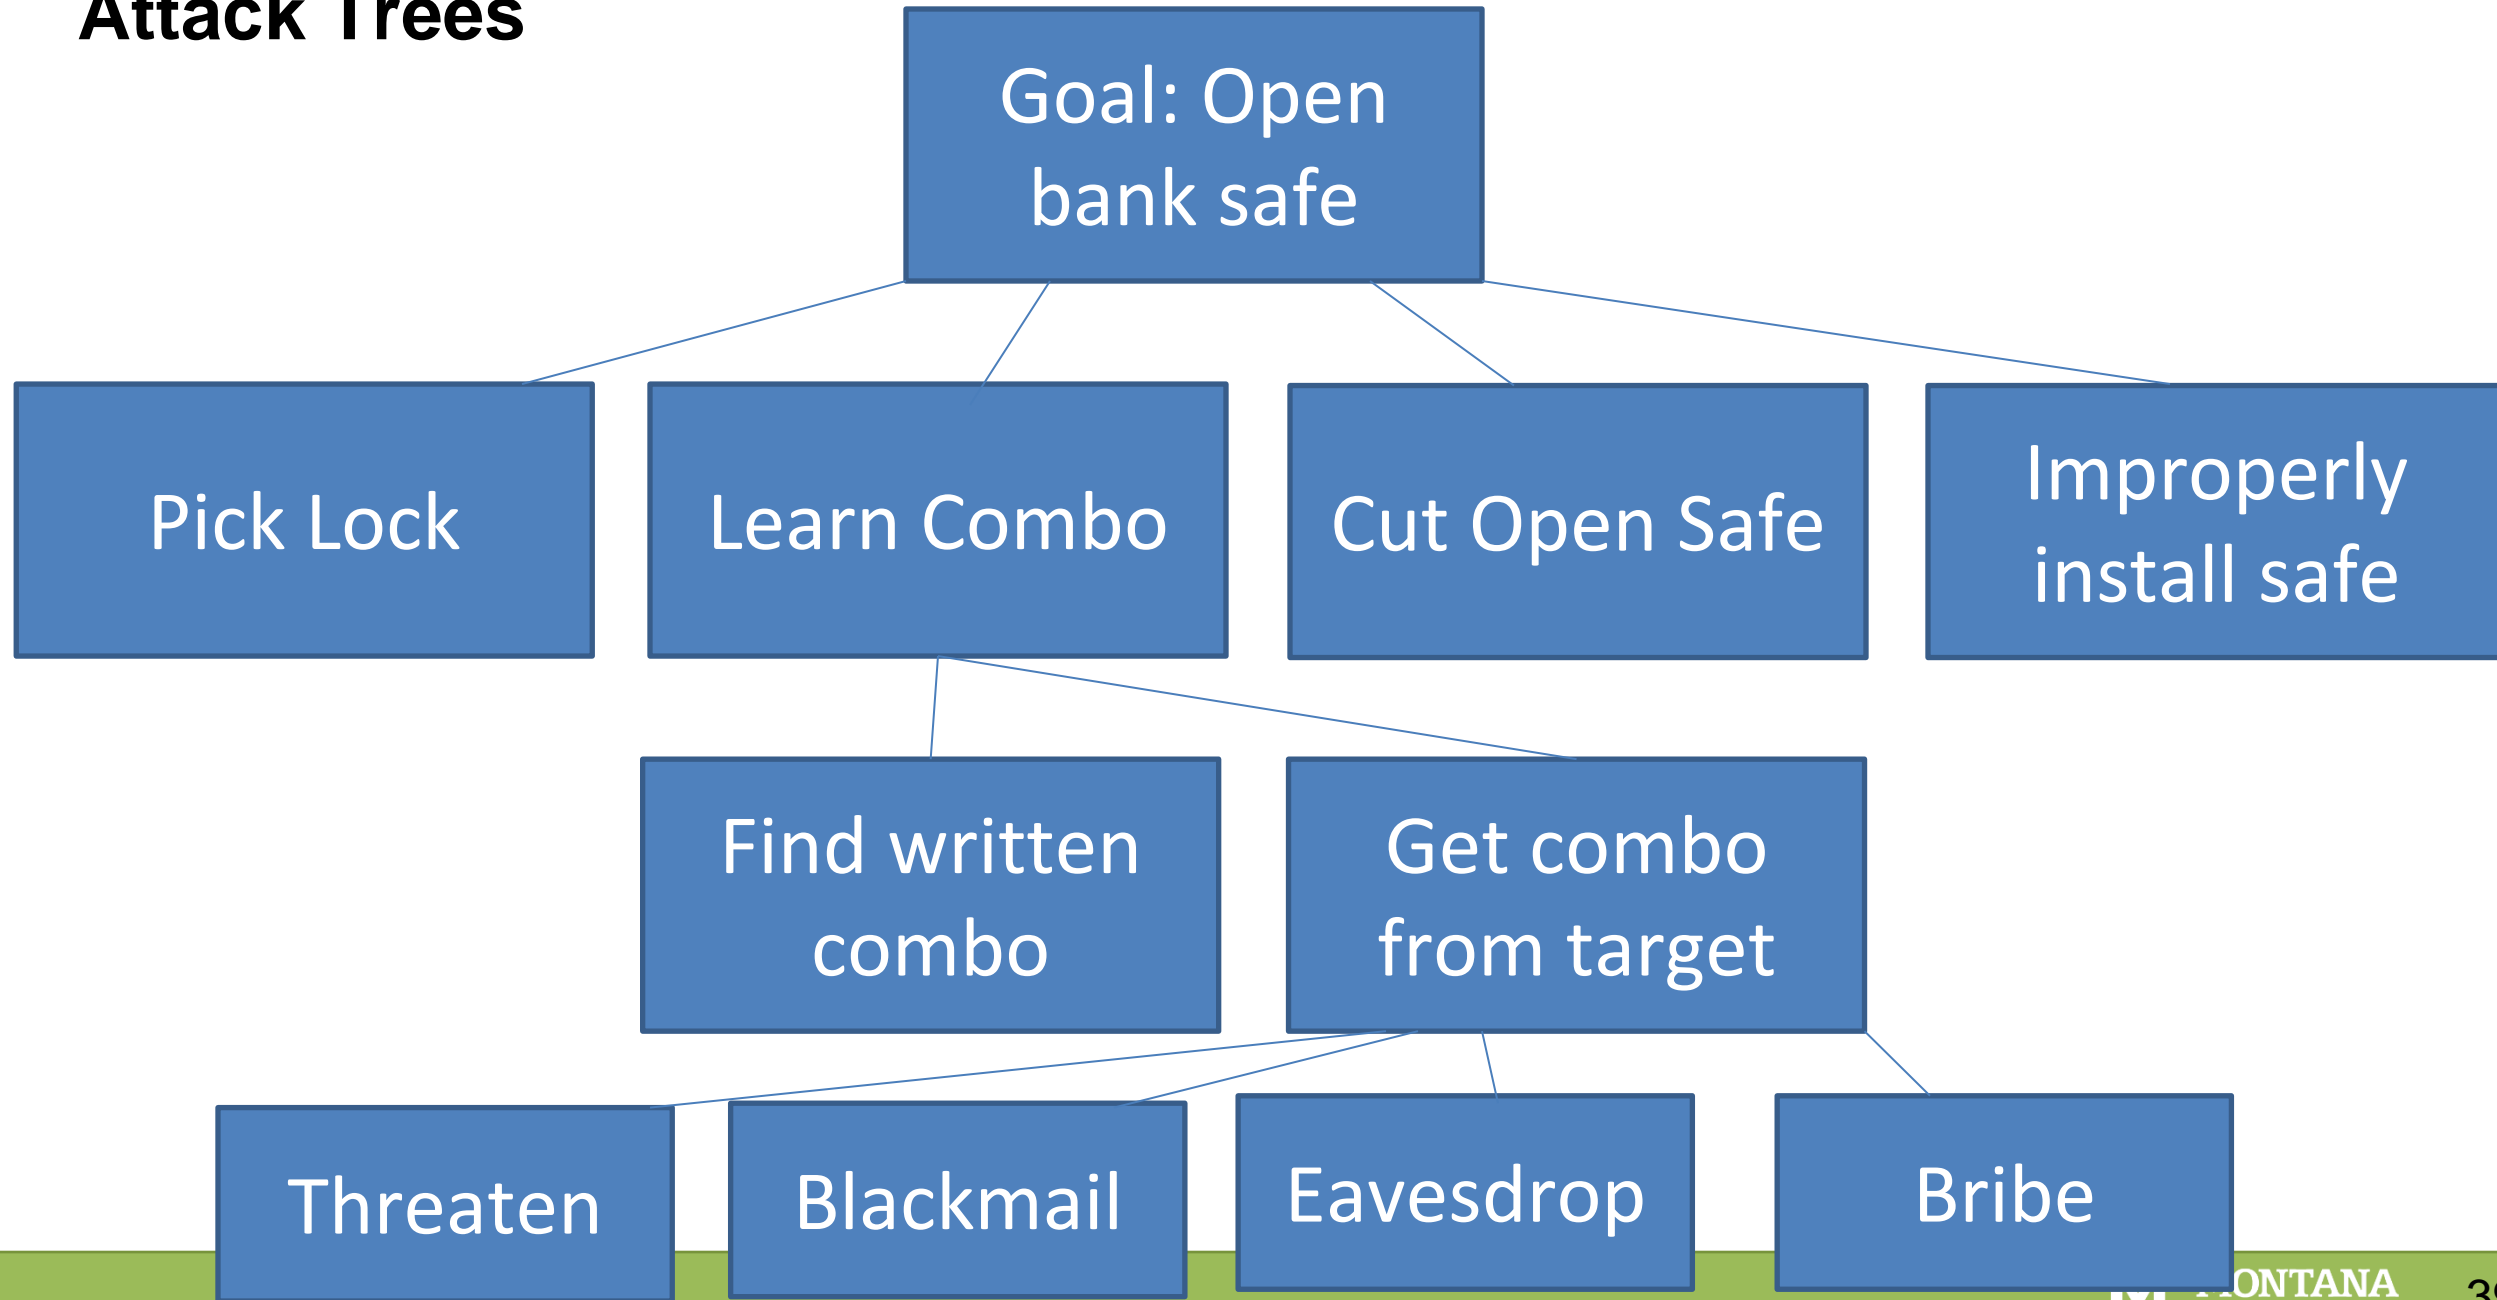 Attack Trees
Goal: Open
bank safe
Pick Lock
Learn Combo
Cut Open Safe
Improperly
install safe
Find written
combo
Get combo
from target
Threaten
Blackmail
Eavesdrop
Bribe
MONTANA